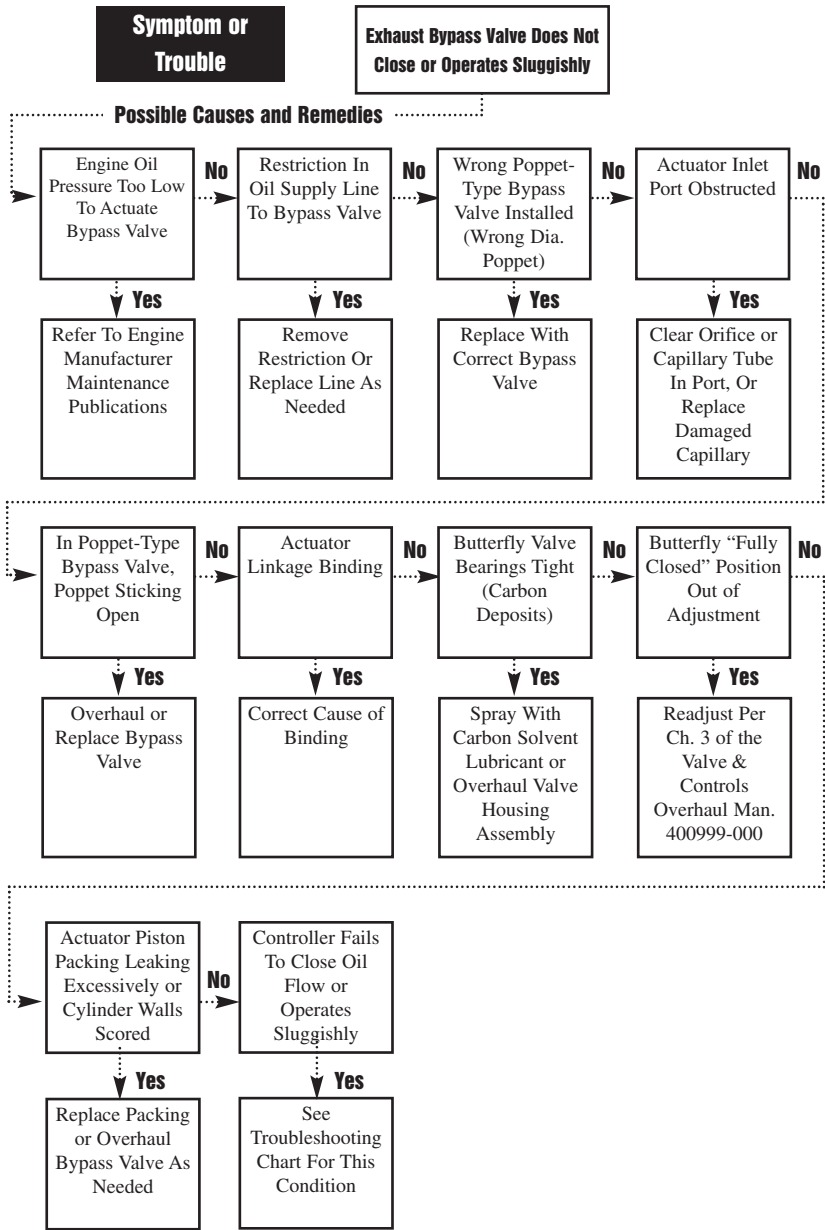 Symptom or
Trouble
Exhaust Bypass Valve Does Not
Close or Operates Sluggishly
Possible Causes and Remedies
Engine Oil
Pressure Too Low
To Actuate
Bypass Valve
No
Restriction In
Oil Supply Line
To Bypass Valve
No
Wrong Poppet-
Type Bypass
Valve Installed
(Wrong Dia.
Poppet)
No
Actuator Inlet
Port Obstructed
No
Yes
Refer To Engine
Manufacturer
Maintenance
Publications
Yes
Remove
Restriction Or
Replace Line As
Needed
Yes
Replace With
Correct Bypass
Valve
Yes
Clear Orifice or
Capillary Tube
In Port, Or
Replace
Damaged
Capillary
In Poppet-Type
Bypass Valve,
Poppet Sticking
Open
No
Actuator
Linkage Binding
No
Butterfly Valve
Bearings Tight
(Carbon
Deposits)
No
Butterfly “Fully
Closed” Position
Out of
Adjustment
No
Yes
Overhaul or
Replace Bypass
Valve
Yes
Correct Cause of
Binding
Yes
Spray With
Carbon Solvent
Lubricant or
Overhaul Valve
Housing
Assembly
Yes
Readjust Per
Ch. 3 of the
Valve &
Controls
Overhaul Man.
400999-000
Actuator Piston
Packing Leaking
Excessively or
Cylinder Walls
Scored
No
Controller Fails
To Close Oil
Flow or
Operates
Sluggishly
Yes
Replace Packing
or Overhaul
Bypass Valve As
Needed
Yes
See
Troubleshooting
Chart For This
Condition